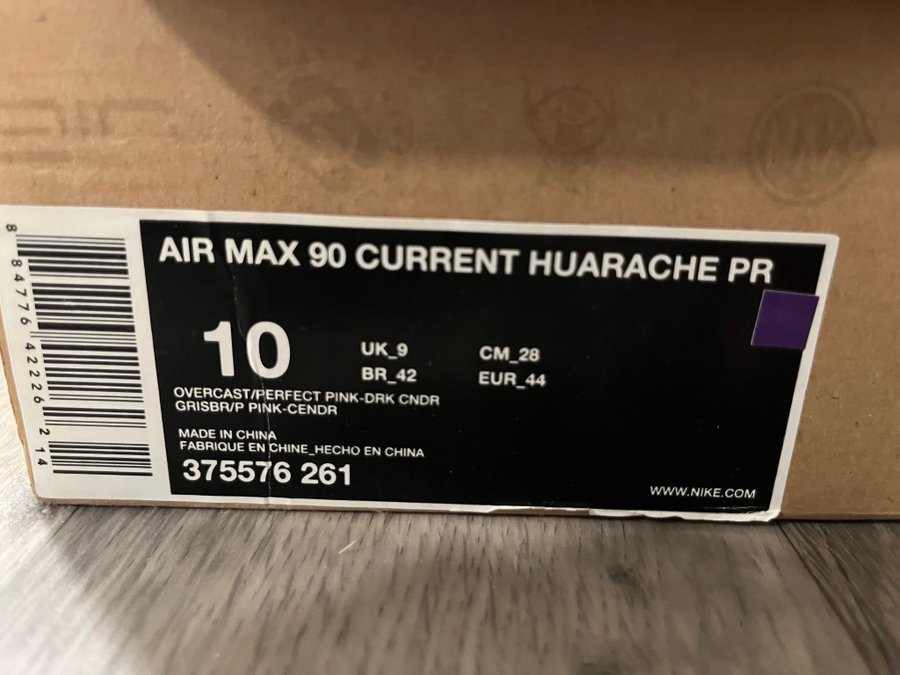 air
AIR MAX 90 CURRENT HUARACHE PR
10
UK_9
CM_28
BR_42
EUR_44
OVERCAST/PERFECT PINK-DRK CNDR
GRISBR/P PINK-CENDR
MADE IN CHINA
FABRIQUE EN CHINE_HECHO EN CHINA
375576 261
WWW.NIKE.COM
8 84776 42226 2 14